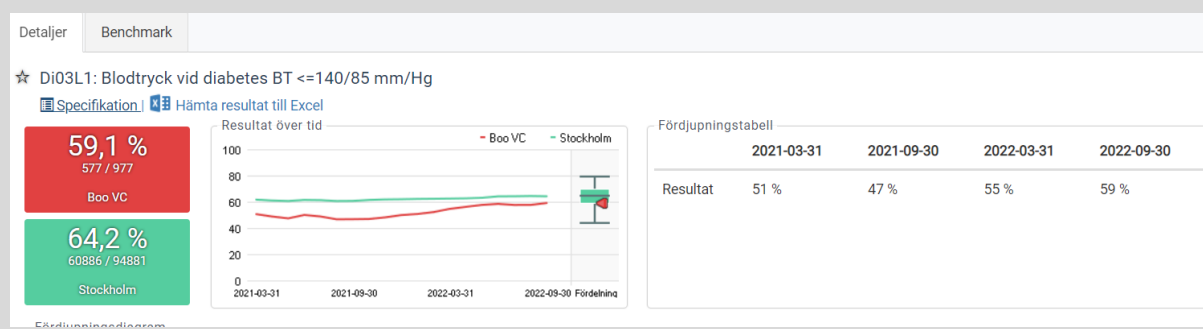 Detaljer Benchmark
Di03L1: Blodtryck vid diabetes BT <=140/85 mm/Hg
Specifikation | Hämta resultat till Excel
59,1 %
577 / 977
Boo VC
64,2 %
60886 / 94881
Stockholm
Resultat över tid
Boo VC Stockholm
100
80
60
40
20
0
2021-03-31 2021-09-30 2022-03-31 2022-09-30 Fördelning
Fördjupningstabell
2021-03-31 2021-09-30 2022-03-31 2022-09-30
Resultat 51 % 47 % 55 % 59 %
Fördjupningsdiagram